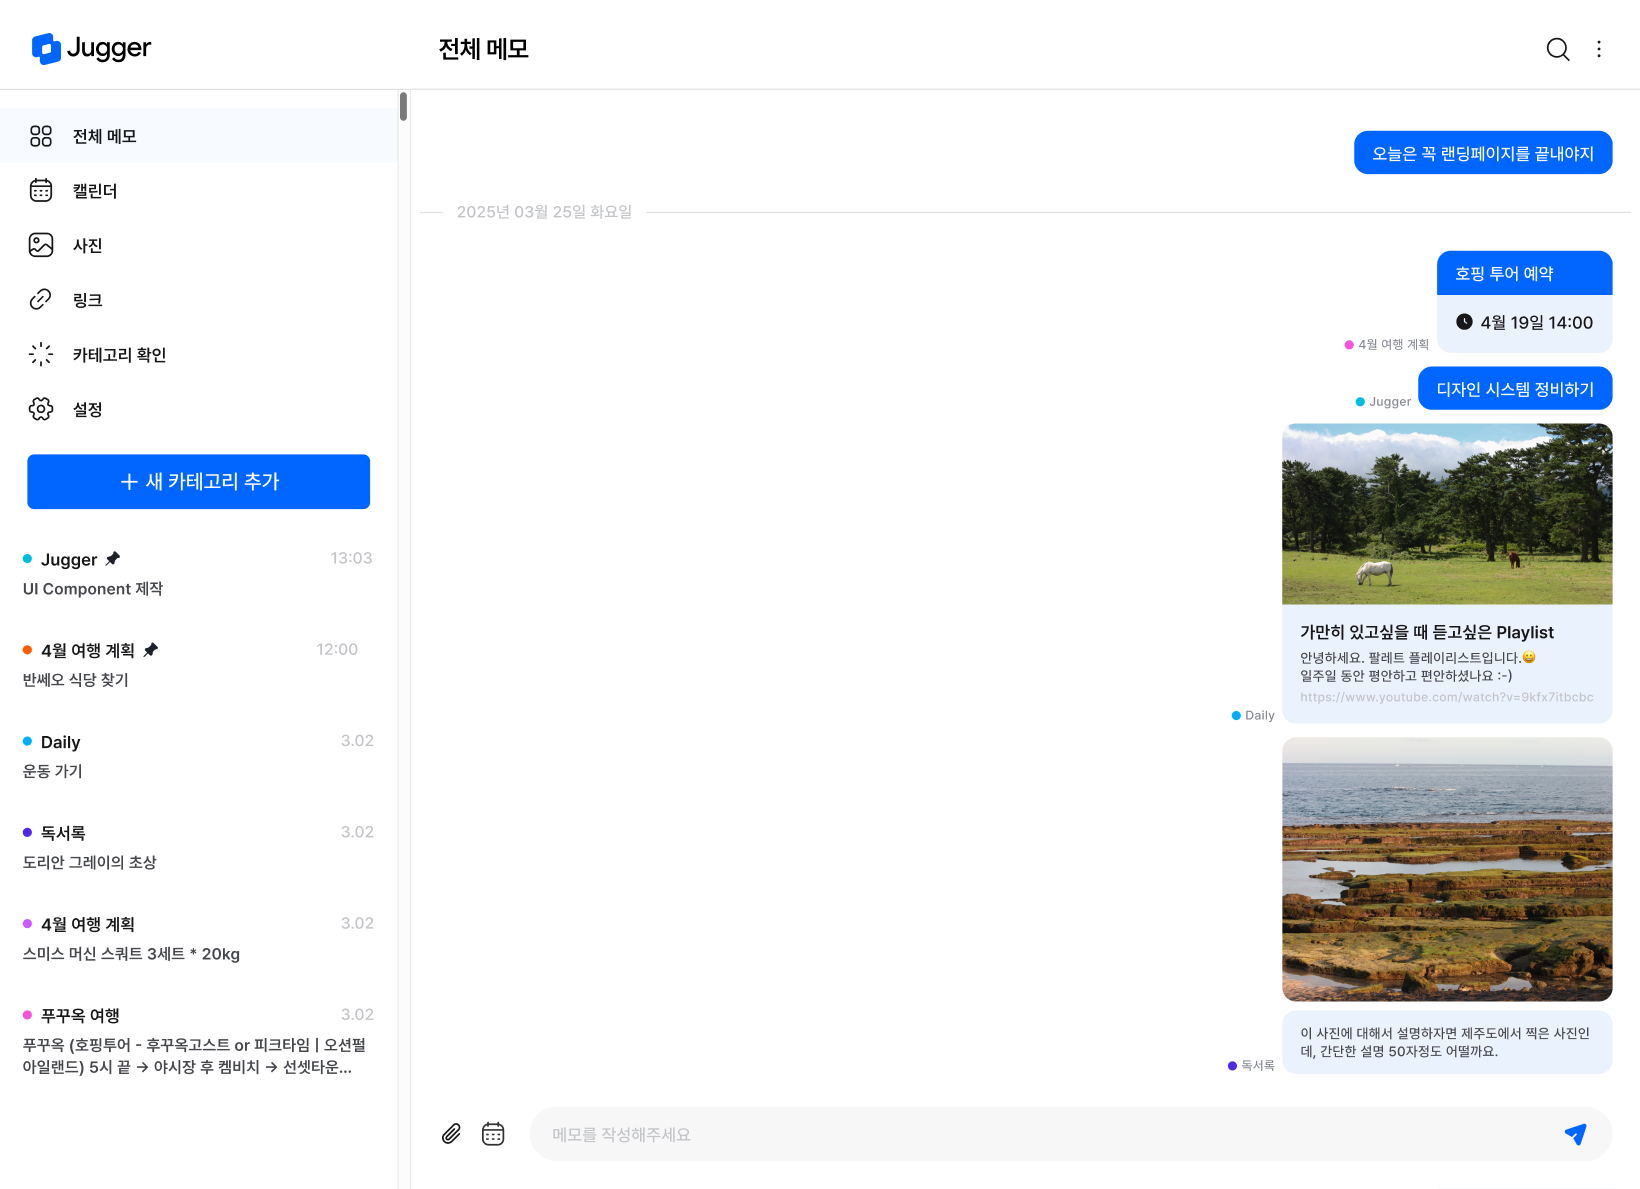 Jugger
전체 메모
전체 메모
캘린더
사진
링크
카테고리 확인
설정
+ 새 카테고리 추가
Jugger 13:03
UI Component 제작
4월 여행 계획 12:00
반쎄오 식당 찾기
Daily 3.02
운동 가기
독서록 3.02
도리안 그레이의 초상
4월 여행 계획 3.02
스미스 머신 스쿼트 3세트 * 20kg
푸꾸옥 여행 3.02
푸꾸옥 (호핑투어 - 후꾸옥고스트 or 피크타임 | 오션펄
아일랜드) 5시 끝 → 야시장 후 켐비치 → 선셋타운...
오늘은 꼭 랜딩페이지를 끝내야지
2025년 03월 25일 화요일
호핑 투어 예약
4월 19일 14:00
4월 여행 계획
디자인 시스템 정비하기
Jugger
가만히 있고싶을 때 듣고싶은 Playlist
안녕하세요. 팔레트 플레이리스트입니다.😀
일주일 동안 평안하고 편안하셨나요 :-)
https://www.youtube.com/watch?v=9kfx7itbcbc
Daily
이 사진에 대해서 설명하자면 제주도에서 찍은 사진인
데, 간단한 설명 50자정도 어떨까요.
독서록
메모를 작성해주세요